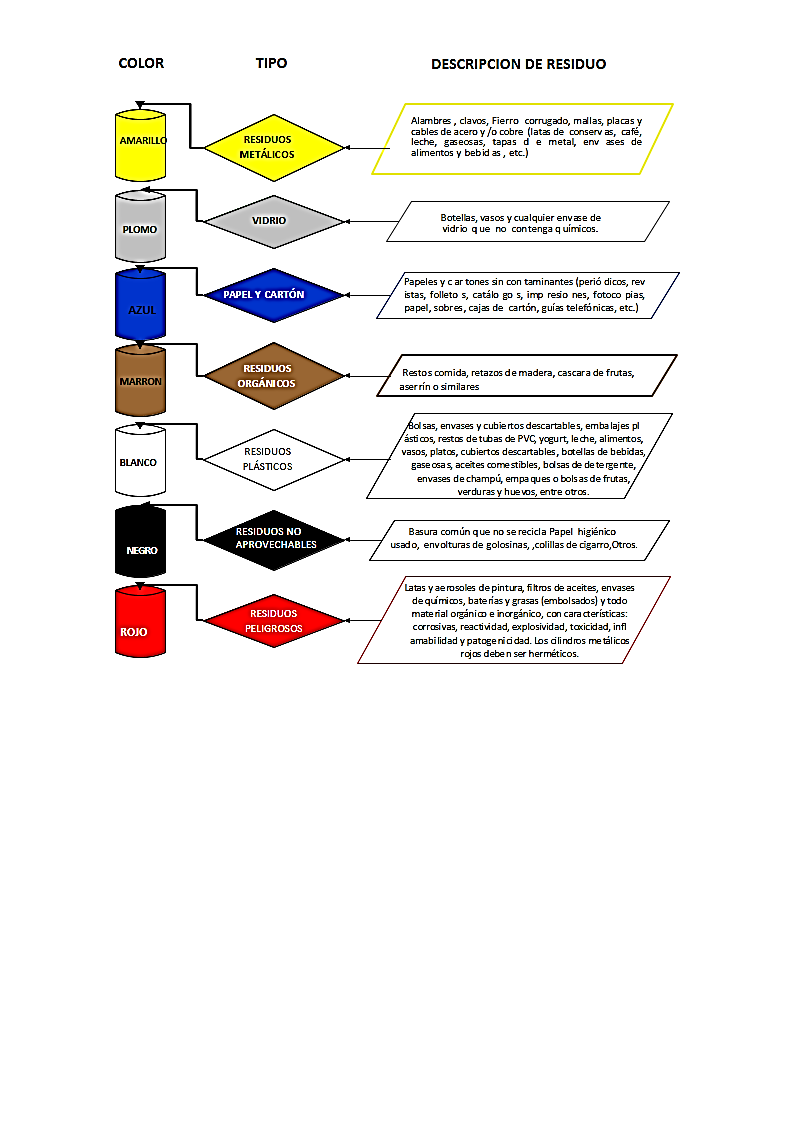 COLOR TIPO DESCRIPCION DE RESIDUO
AMARILLO
RESIDUOS
METÁLICOS
Alambres , clavos, Fierro corrugado, mallas, placas y
cables de acero y /o cobre (latas de conserv as, café,
leche, gaseosas, tapas d e metal, env ases de
alimentos y bebid as , etc.)
PLOMO
VIDRIO
Botellas, vasos y cualquier envase de
vidrio q ue no contenga q uímicos.
AZUL
PAPEL Y CARTÓN
Papeles y c ar tones sin con taminantes (perió dicos, rev
istas, folleto s, catálo go s, imp resio nes, fotoco pias,
papel, sobres, cajas de cartón, guías telefónicas, etc.)
MARRON
RESIDUOS
ORGÁNICOS
Restos comida, retazos de madera, cascara de frutas,
aserrín o similares
BLANCO
RESIDUOS
PLÁSTICOS
Bolsas, envases y cubiertos descartables, embalajes pl
ásticos, restos de tubas de PVC, yogurt, leche, alimentos,
vasos, platos, cubiertos descartables, botellas de bebidas,
gaseosas, aceites comestibles, bolsas de detergente,
envases de champú, empaques o bolsas de frutas,
verduras y huevos, entre otros.
NEGRO
RESIDUOS NO
APROVECHABLES
Basura común que no se recicla Papel higiénico
usado, envolturas de golosinas, ,colillas de cigarro,Otros.
ROJO
RESIDUOS
PELIGROSOS
Latas y aerosoles de pintura, filtros de aceites, envases
de químicos, baterías y grasas (embolsados) y todo
material orgánico e inorgánico, con características:
corrosivas, reactividad, explosividad, toxicidad, infl
amabilidad y patogenicidad. Los cilindros metálicos
rojos deben ser herméticos.